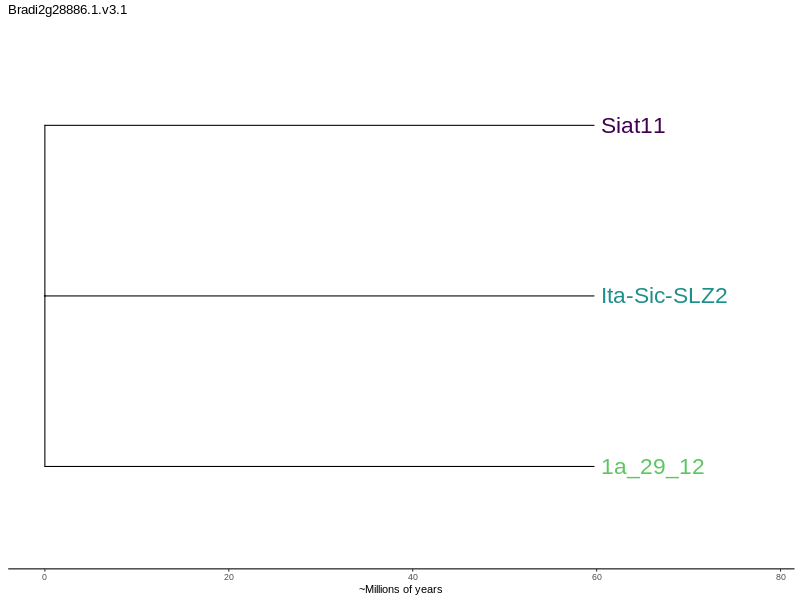 Bradi2g28886.1.v3.1
Siat11
Ita-Sic-SLZ2
1a_29_12
0 20 40 60 80
~Millions of years